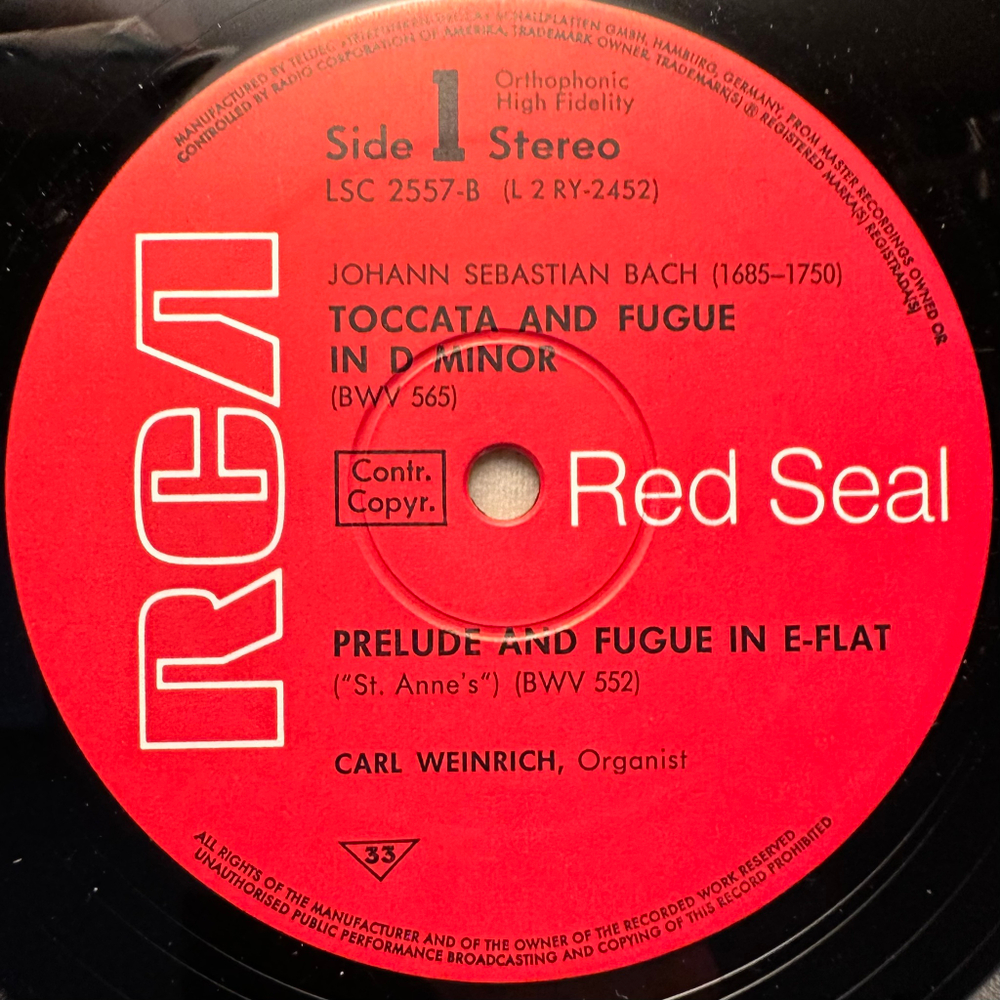 MANUFACTURED BY TELDEC »TELEFUNKEN-DECCA« SCHALLPLATTEN GMBH, HAMBURG, GERMANY, FROM MASTER RECORDINGS OWNED OR
CONTROLLED BY RADIO CORPORATION OF AMERIKA, TRADEMARK OWNER, TRADEMARK(S) ® REGISTERED MARKA(S) REGISTRADA(S)
Orthophonic
High Fidelity
Side 1 Stereo
LSC 2557-B (L 2 RY-2452)
JOHANN SEBASTIAN BACH (1685–1750)
TOCCATA AND FUGUE
IN D MINOR
(BWV 565)
RCA
Contr.
Copyr.
Red Seal
PRELUDE AND FUGUE IN E-FLAT
("St. Anne's") (BWV 552)
CARL WEINRICH, Organist
33
ALL RIGHTS OF THE MANUFACTURER AND OF THE OWNER OF THE RECORDED WORK RESERVED
UNAUTHORISED PUBLIC PERFORMANCE BROADCASTING AND COPYING OF THIS RECORD PROHIBITED